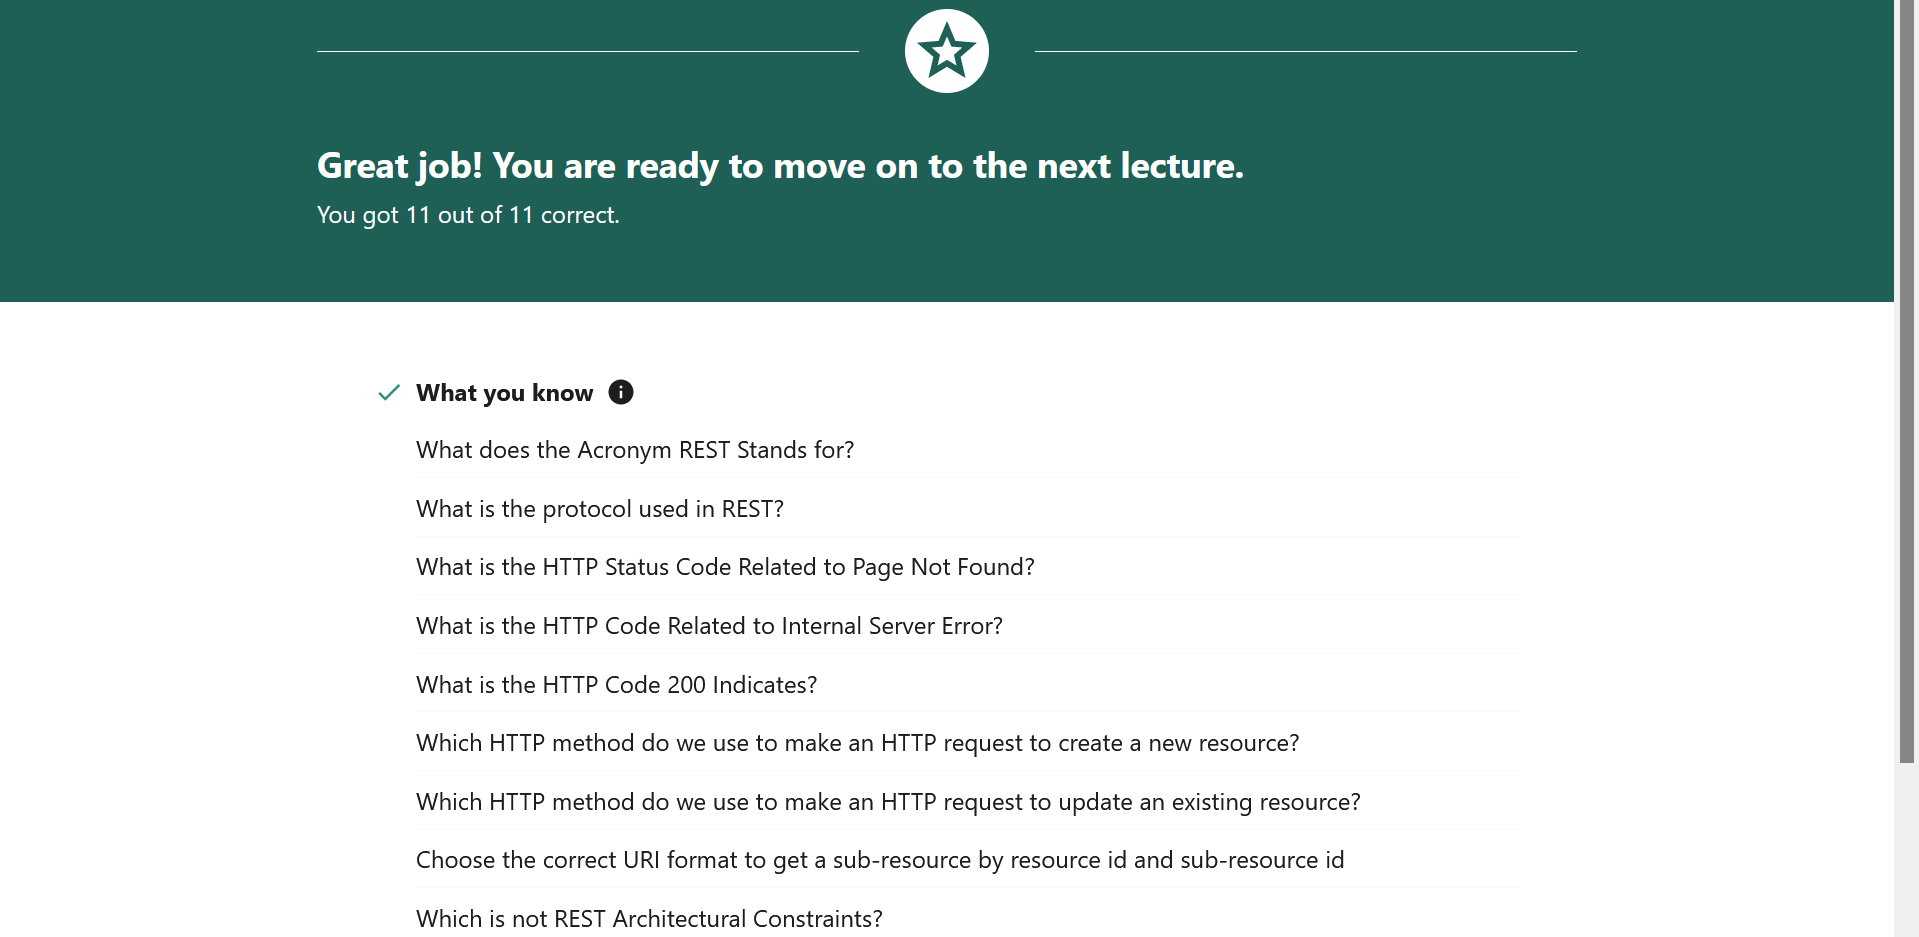 Great job! You are ready to move on to the next lecture.
You got 11 out of 11 correct.
What you know
What does the Acronym REST Stands for?
What is the protocol used in REST?
What is the HTTP Status Code Related to Page Not Found?
What is the HTTP Code Related to Internal Server Error?
What is the HTTP Code 200 Indicates?
Which HTTP method do we use to make an HTTP request to create a new resource?
Which HTTP method do we use to make an HTTP request to update an existing resource?
Choose the correct URI format to get a sub-resource by resource id and sub-resource id
Which is not REST Architectural Constraints?